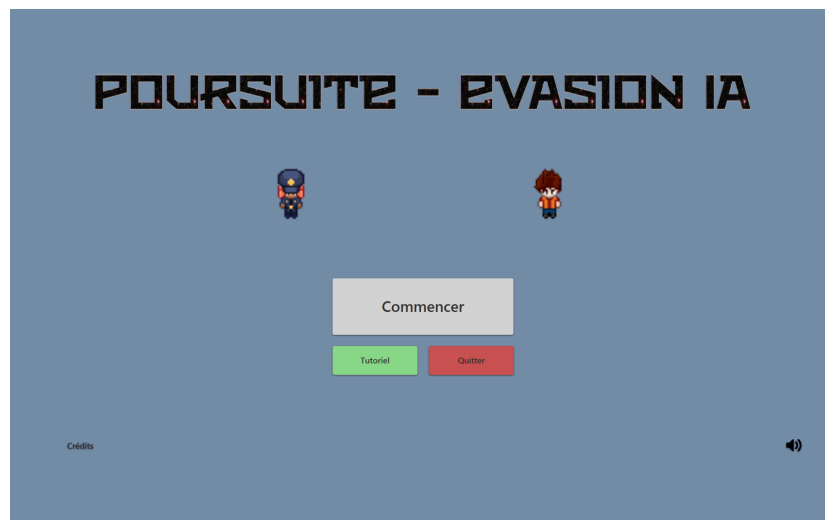 POURSUITE - EVASION IA
Commencer
Tutoriel
Quitter
Crédits